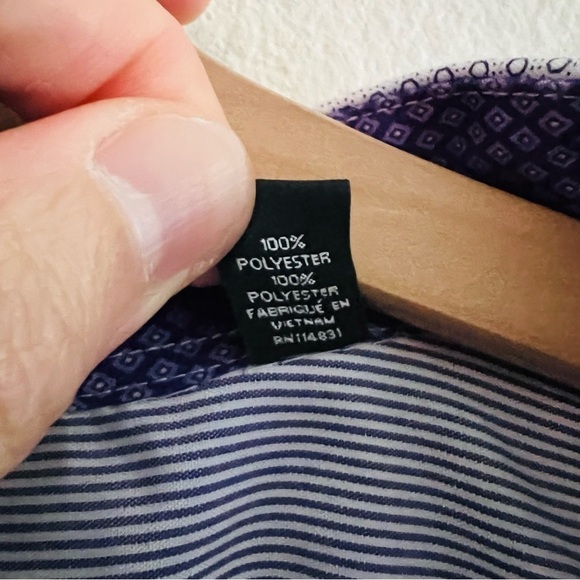 100%
POLYESTER
100%
POLYESTER
FABRIQUÉ EN
VIETNAM
RN114831